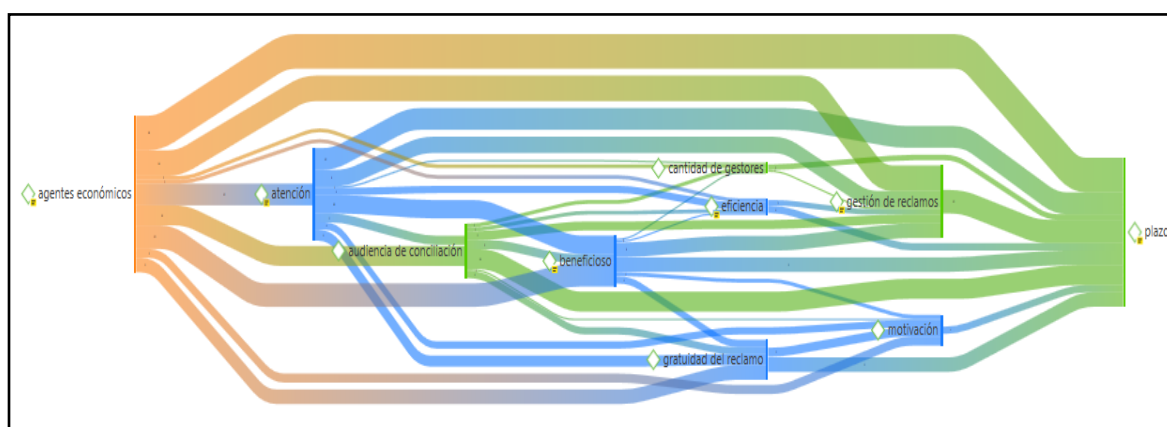 cantidad de gestores
agentes económicos
atención
gestión de reclamos
eficiencia
plazo
audiencia de conciliación
beneficioso
motivación
gratuidad del reclamo